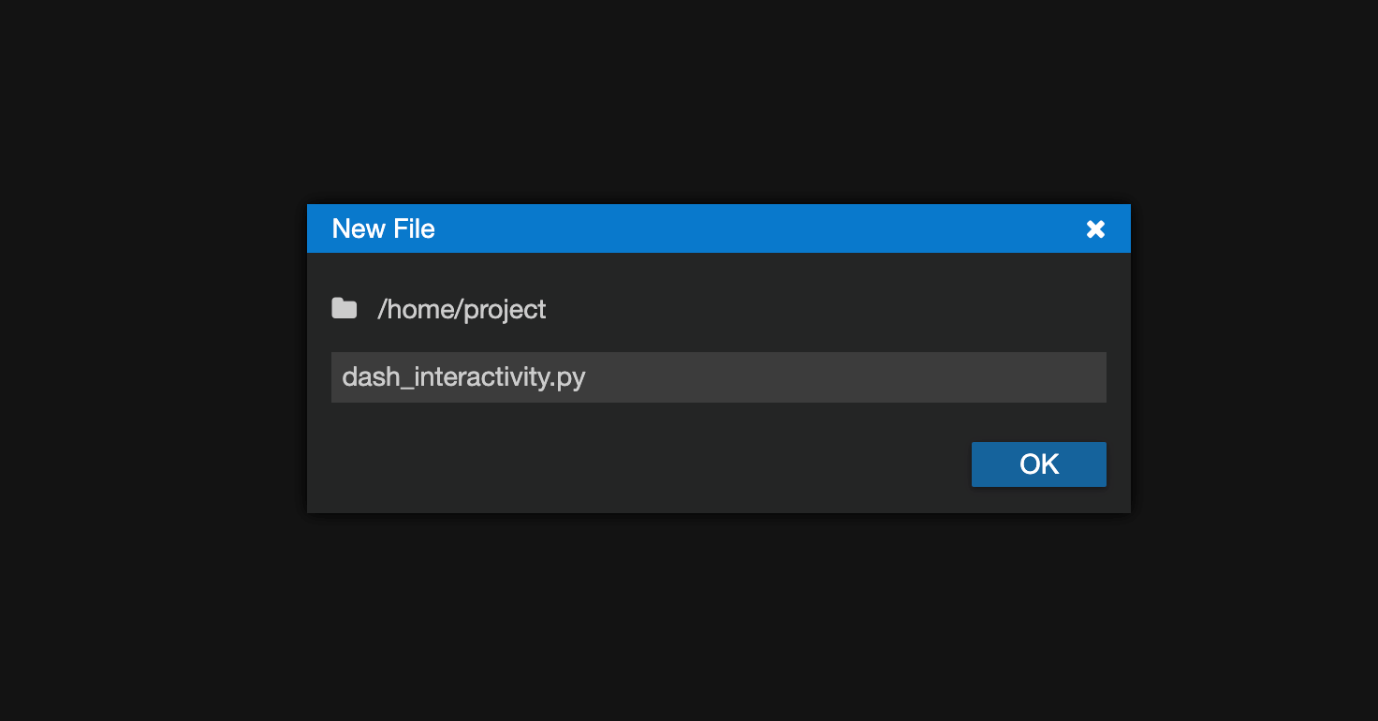 New File
/home/project
dash_interactivity.py
OK